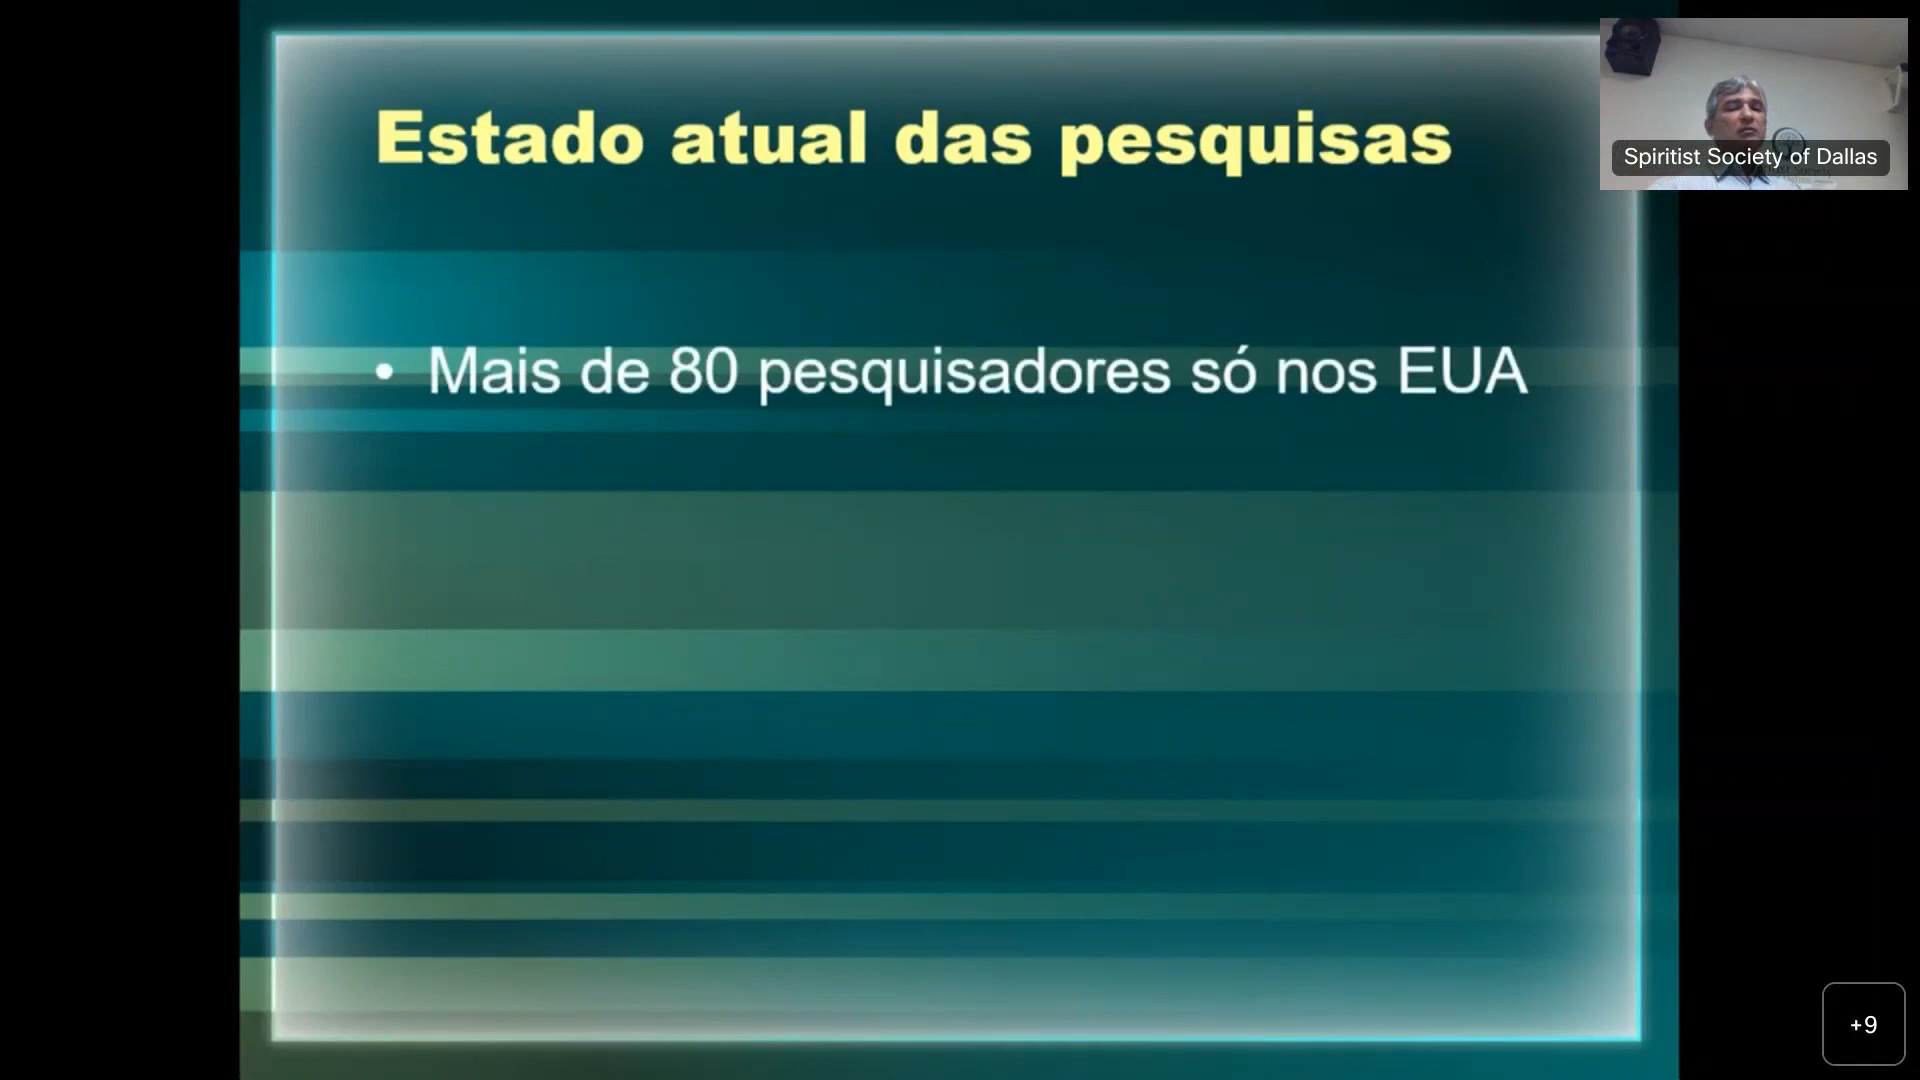 Estado atual das pesquisas
• Mais de 80 pesquisadores só nos EUA
Spiritist Society of Dallas
+9